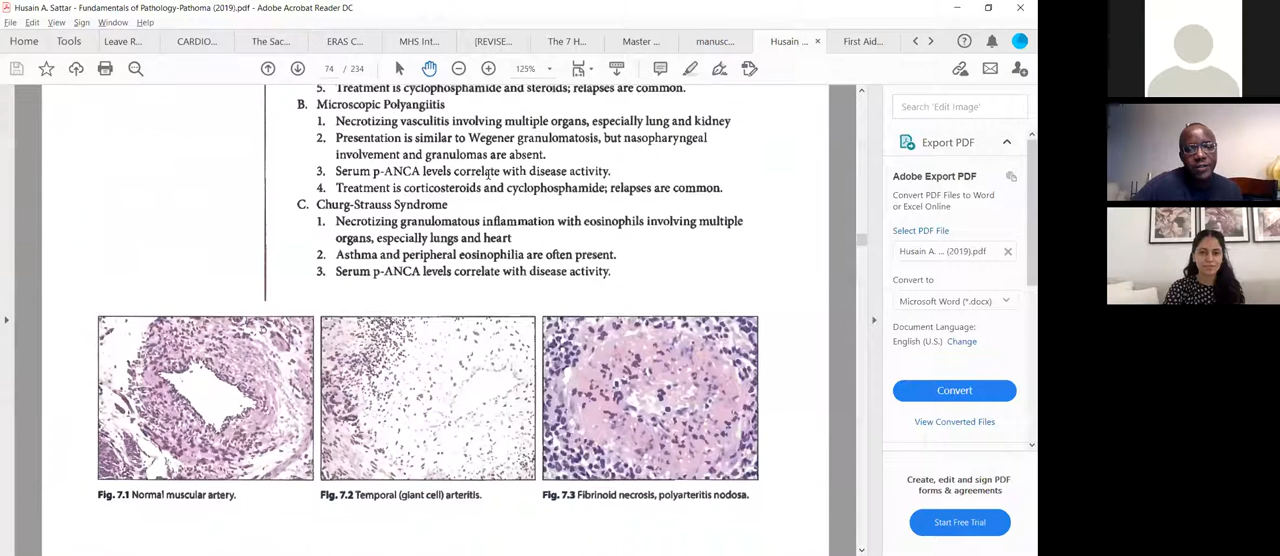 Husain A. Sattar - Fundamentals of Pathology-Pathoma (2019).pdf - Adobe Acrobat Reader DC
File Edit View Sign Window Help
Home Tools Leave R... CARDIO... The Sac... ERAS C... MHS Int... [REVISE... The 7 H... Master ... manusc... Husain ... × First Aid...
74 / 234 125%
5. Treatment is cyclophosphamide and steroids; relapses are common.
B. Microscopic Polyangiitis
1. Necrotizing vasculitis involving multiple organs, especially lung and kidney
2. Presentation is similar to Wegener granulomatosis, but nasopharyngeal
involvement and granulomas are absent.
3. Serum p-ANCA levels correlate with disease activity.
4. Treatment is corticosteroids and cyclophosphamide; relapses are common.
C. Churg-Strauss Syndrome
1. Necrotizing granulomatous inflammation with eosinophils involving multiple
organs, especially lungs and heart
2. Asthma and peripheral eosinophilia are often present.
3. Serum p-ANCA levels correlate with disease activity.
Fig. 7.1 Normal muscular artery. Fig. 7.2 Temporal (giant cell) arteritis. Fig. 7.3 Fibrinoid necrosis, polyarteritis nodosa.
Search 'Edit Image'
Export PDF
Adobe Export PDF
Convert PDF Files to Word
or Excel Online
Select PDF File
Husain A. ... (2019).pdf
Convert to
Microsoft Word (*.docx)
Document Language:
English (U.S.) Change
Convert
View Converted Files
Create, edit and sign PDF
forms & agreements
Start Free Trial